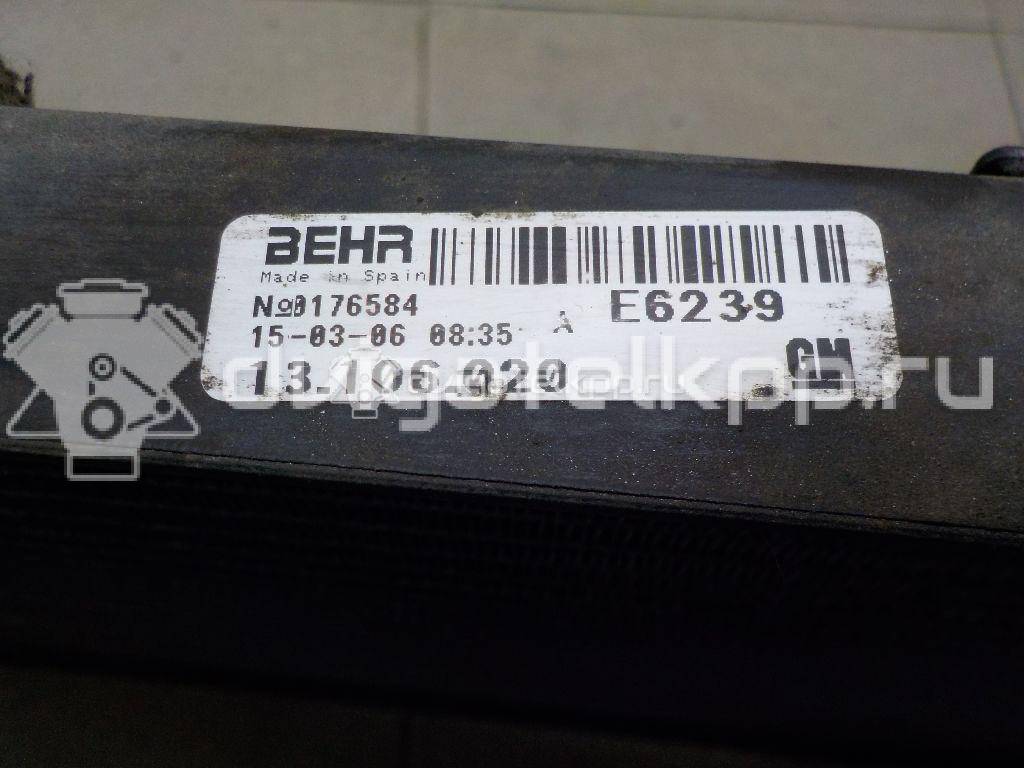 BEHR
Made in Spain
№0176584
E6239
15-03-06 08:35 A
13.106.020
GM
dvigatelkpp.ru